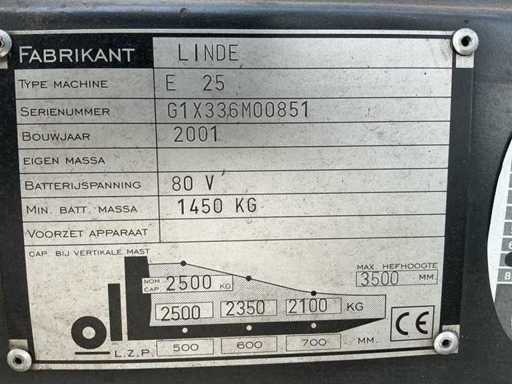 FABRIKANT LINDE
TYPE MACHINE E 25
SERIENUMMER G1X336M00851
BOUWJAAR 2001
EIGEN MASSA
BATTERIJSPANNING 80 V
MIN. BATT. MASSA 1450 KG
VOORZET APPARAAT
CAP. BIJ VERTIKALE MAST
MAX. HEFHOOGTE
NOM. CAP. 2500 KG 3500 MM
2500 2350 2100 KG
L.Z.P. 500 600 700 MM.
CE